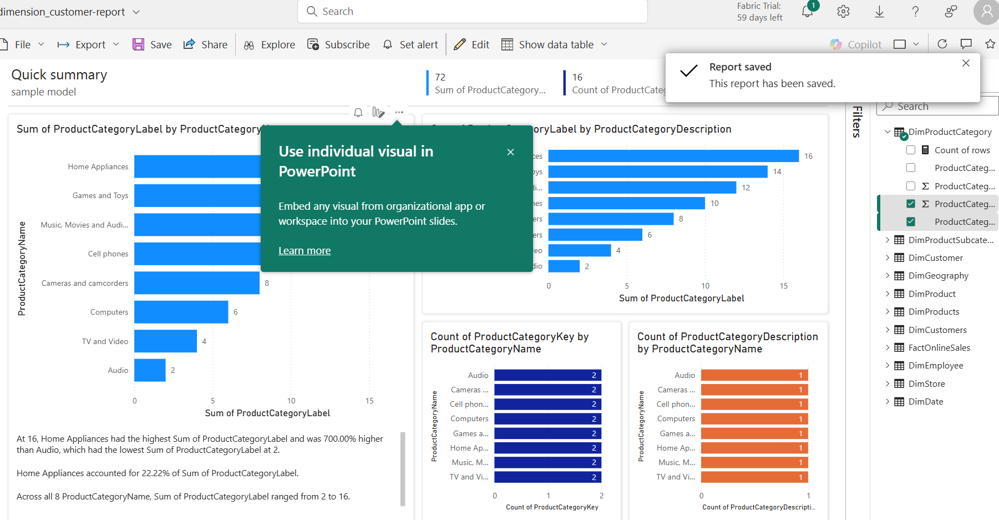 dimension_customer-report
Search
Fabric Trial:
59 days left
1
File
Export
Save
Share
Explore
Subscribe
Set alert
Edit
Show data table
Copilot
Report saved
This report has been saved.
Quick summary
sample model
72
Sum of ProductCategory...
16
Count of ProductCateg
Sum of ProductCategoryLabel by ProductCategory
ProductCategoryName
Home Appliances
Games and Toys
Music, Movies and Audi...
Cell phones
Cameras and camcorders
8
Computers
6
TV and Video
4
Audio
2
0
5
10
15
Sum of ProductCategoryLabel
At 16, Home Appliances had the highest Sum of ProductCategoryLabel and was 700.00% higher
than Audio, which had the lowest Sum of ProductCategoryLabel at 2.
Home Appliances accounted for 22.22% of Sum of ProductCategoryLabel.
Across all 8 ProductCategoryName, Sum of ProductCategoryLabel ranged from 2 to 16.
Use individual visual in
PowerPoint
Embed any visual from organizational app or
workspace into your PowerPoint slides.
Learn more
goryLabel by ProductCategoryDescription
ces
16
oys
14
di...
12
nes
10
ers
8
ers
6
eo
4
dio
2
0
5
10
15
Sum of ProductCategoryLabel
Count of ProductCategoryKey by
ProductCategoryName
ProductCategoryName
Audio
2
Cameras ...
2
Cell phon...
2
Computers
2
Games a...
2
Home Ap...
2
Music, M...
2
TV and Vi...
2
0
1
2
Count of ProductCategoryKey
Count of ProductCategoryDescription
by ProductCategoryName
ProductCategoryName
Audio
1
Cameras ...
1
Cell phon...
1
Computers
1
Games a...
1
Home Ap...
1
Music, M...
1
TV and Vi...
1
0
1
Count of ProductCategoryDescripti...
Filters
Search
DimProductCategory
Count of rows
ProductCateg...
ProductCateg...
ProductCateg...
ProductCateg...
DimProductSubcate...
DimCustomer
DimGeography
DimProduct
DimProducts
DimCustomers
FactOnlineSales
DimEmployee
DimStore
DimDate